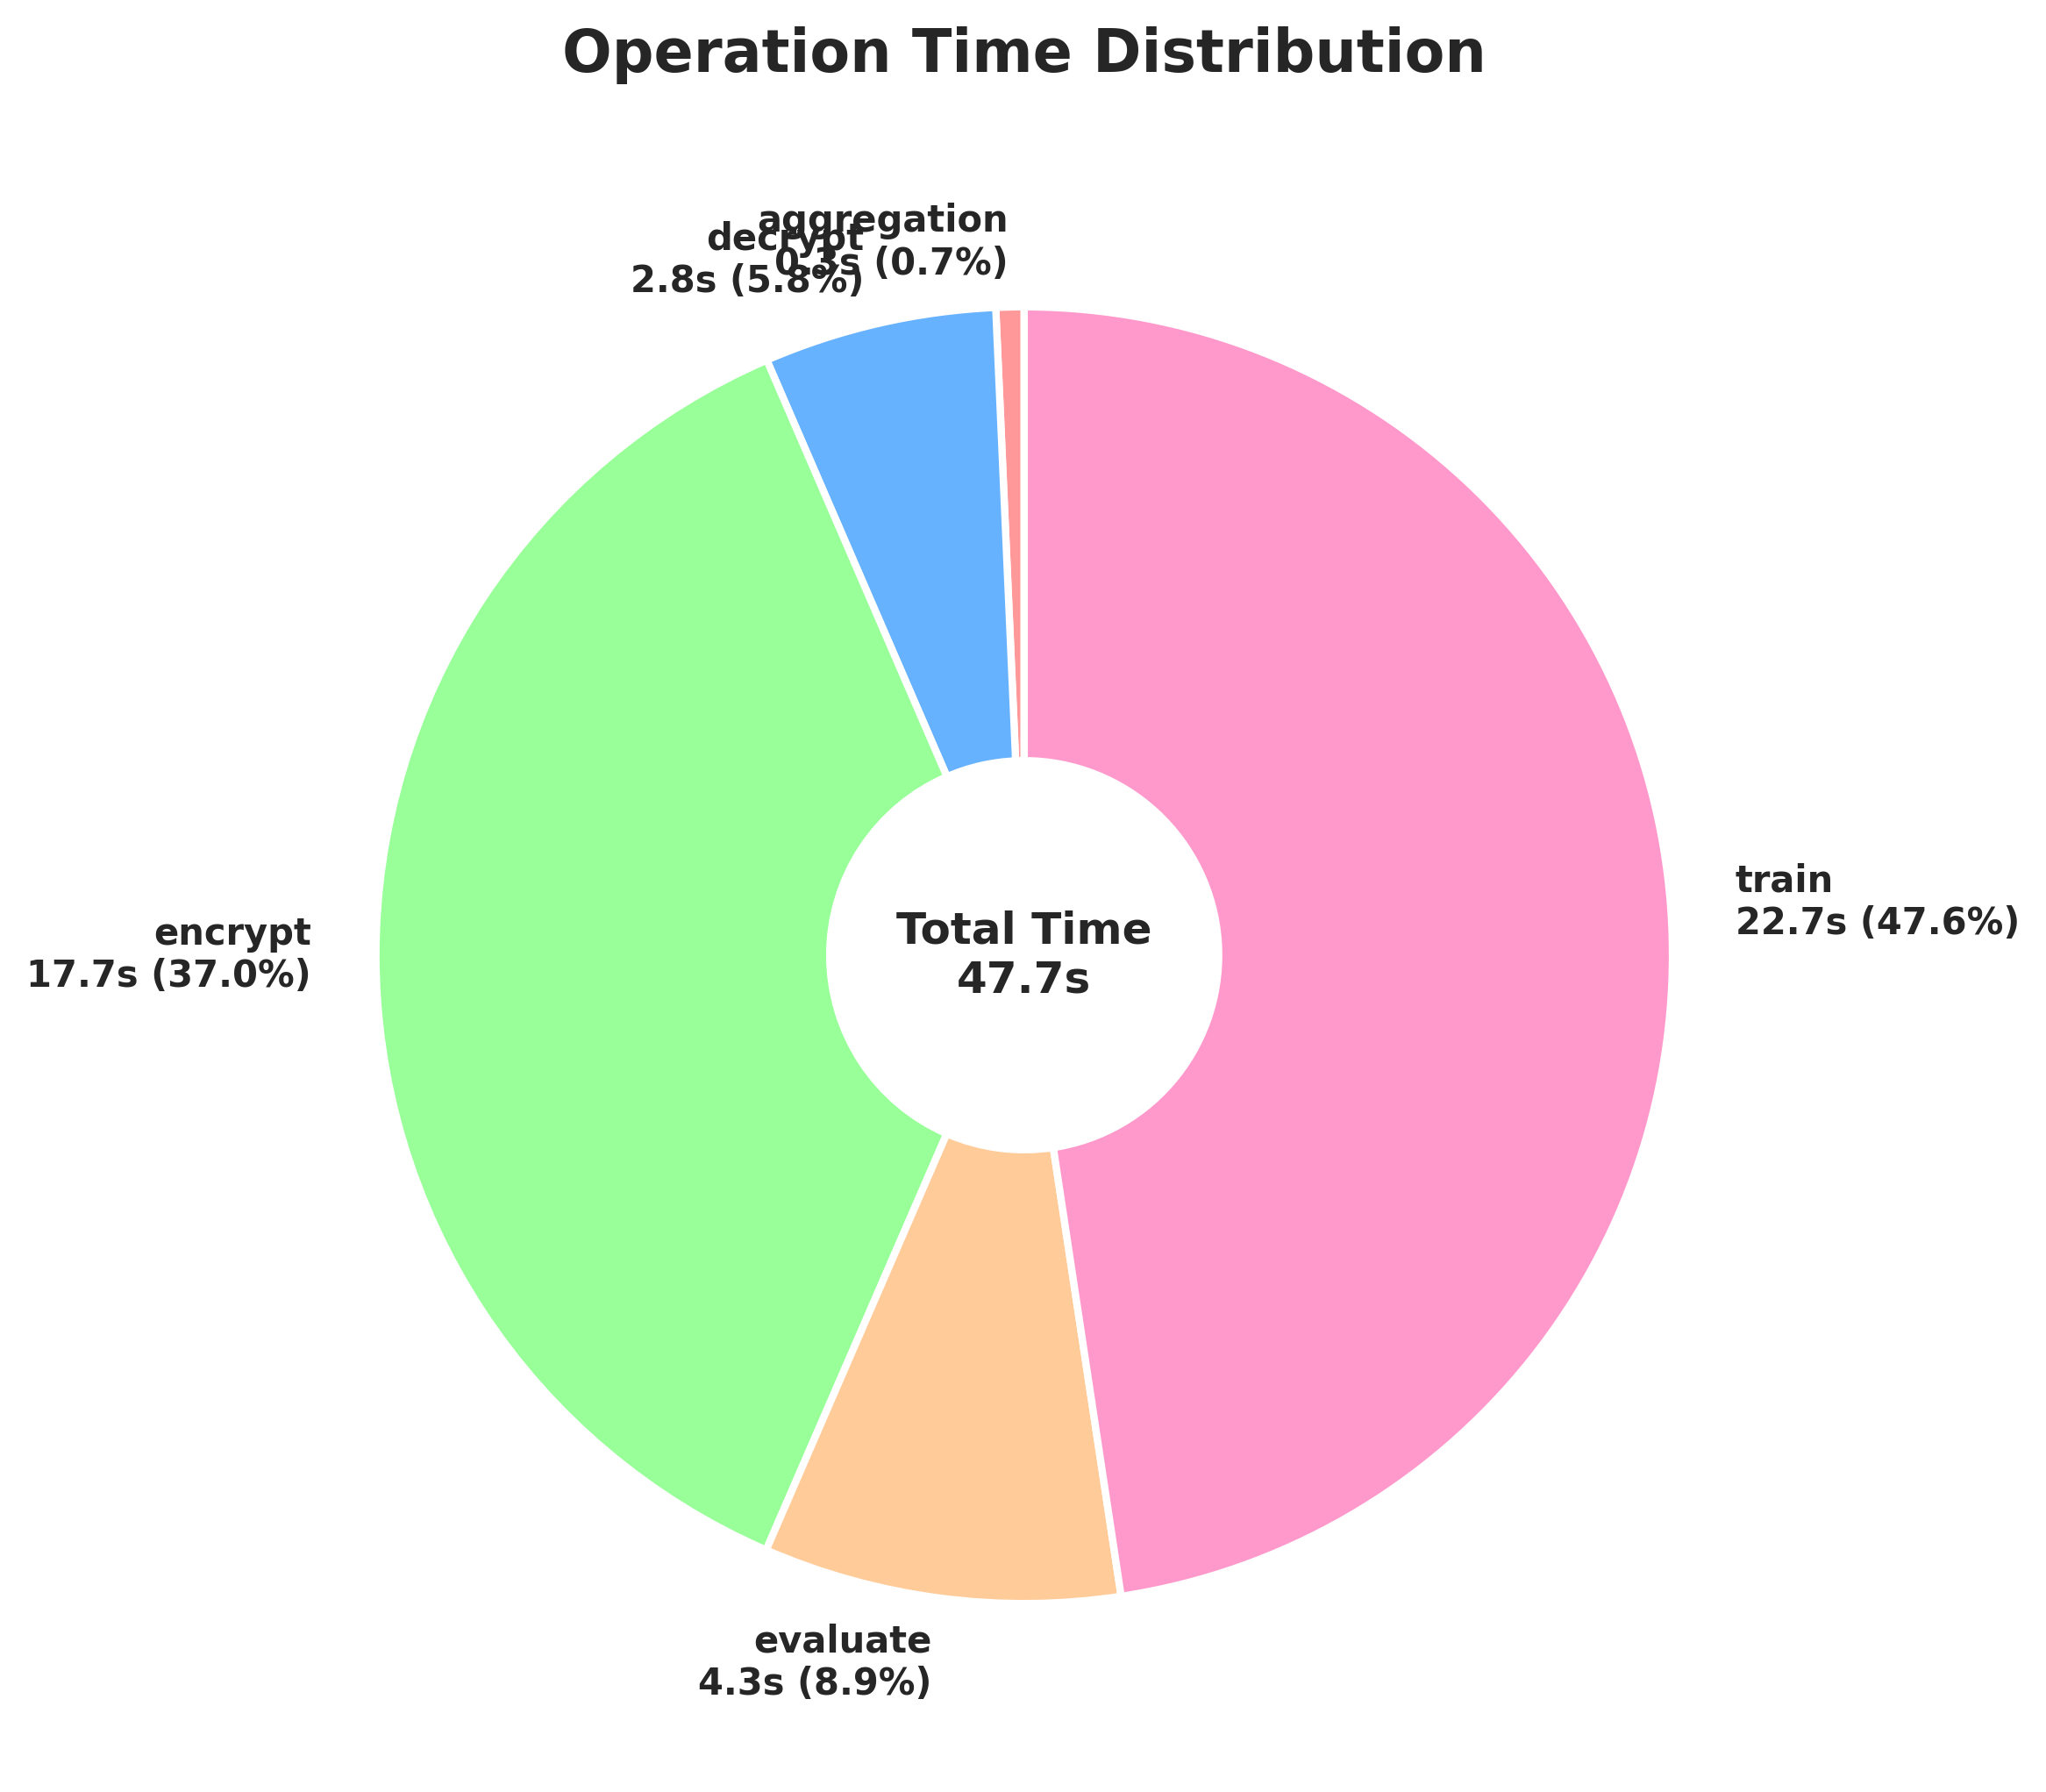 Operation Time Distribution
aggregation
0.3s (0.7%)
decrypt
2.8s (5.8%)
train
22.7s (47.6%)
encrypt
17.7s (37.0%)
Total Time
47.7s
evaluate
4.3s (8.9%)